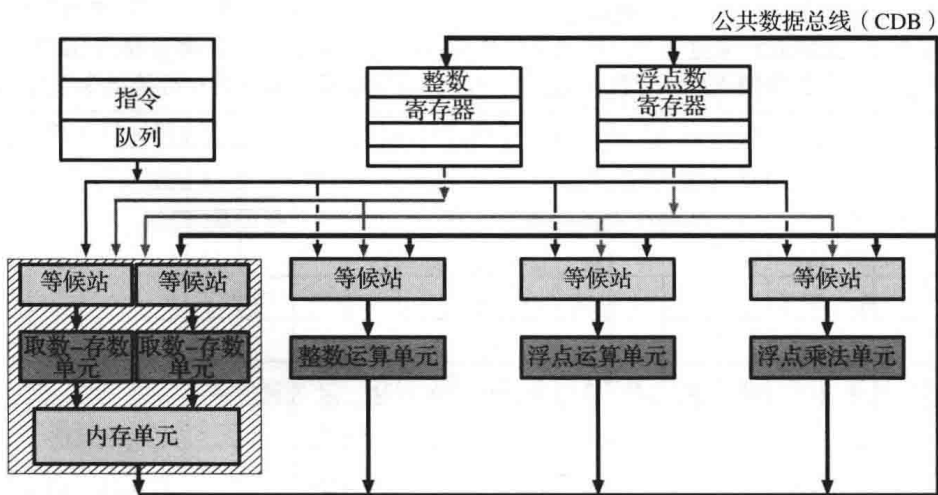 公共数据总线（CDB）
指令
队列
整数
寄存器
浮点数
寄存器
等候站
等候站
等候站
等候站
等候站
取数-存数
单元
取数-存数
单元
整数运算单元
浮点运算单元
浮点乘法单元
内存单元